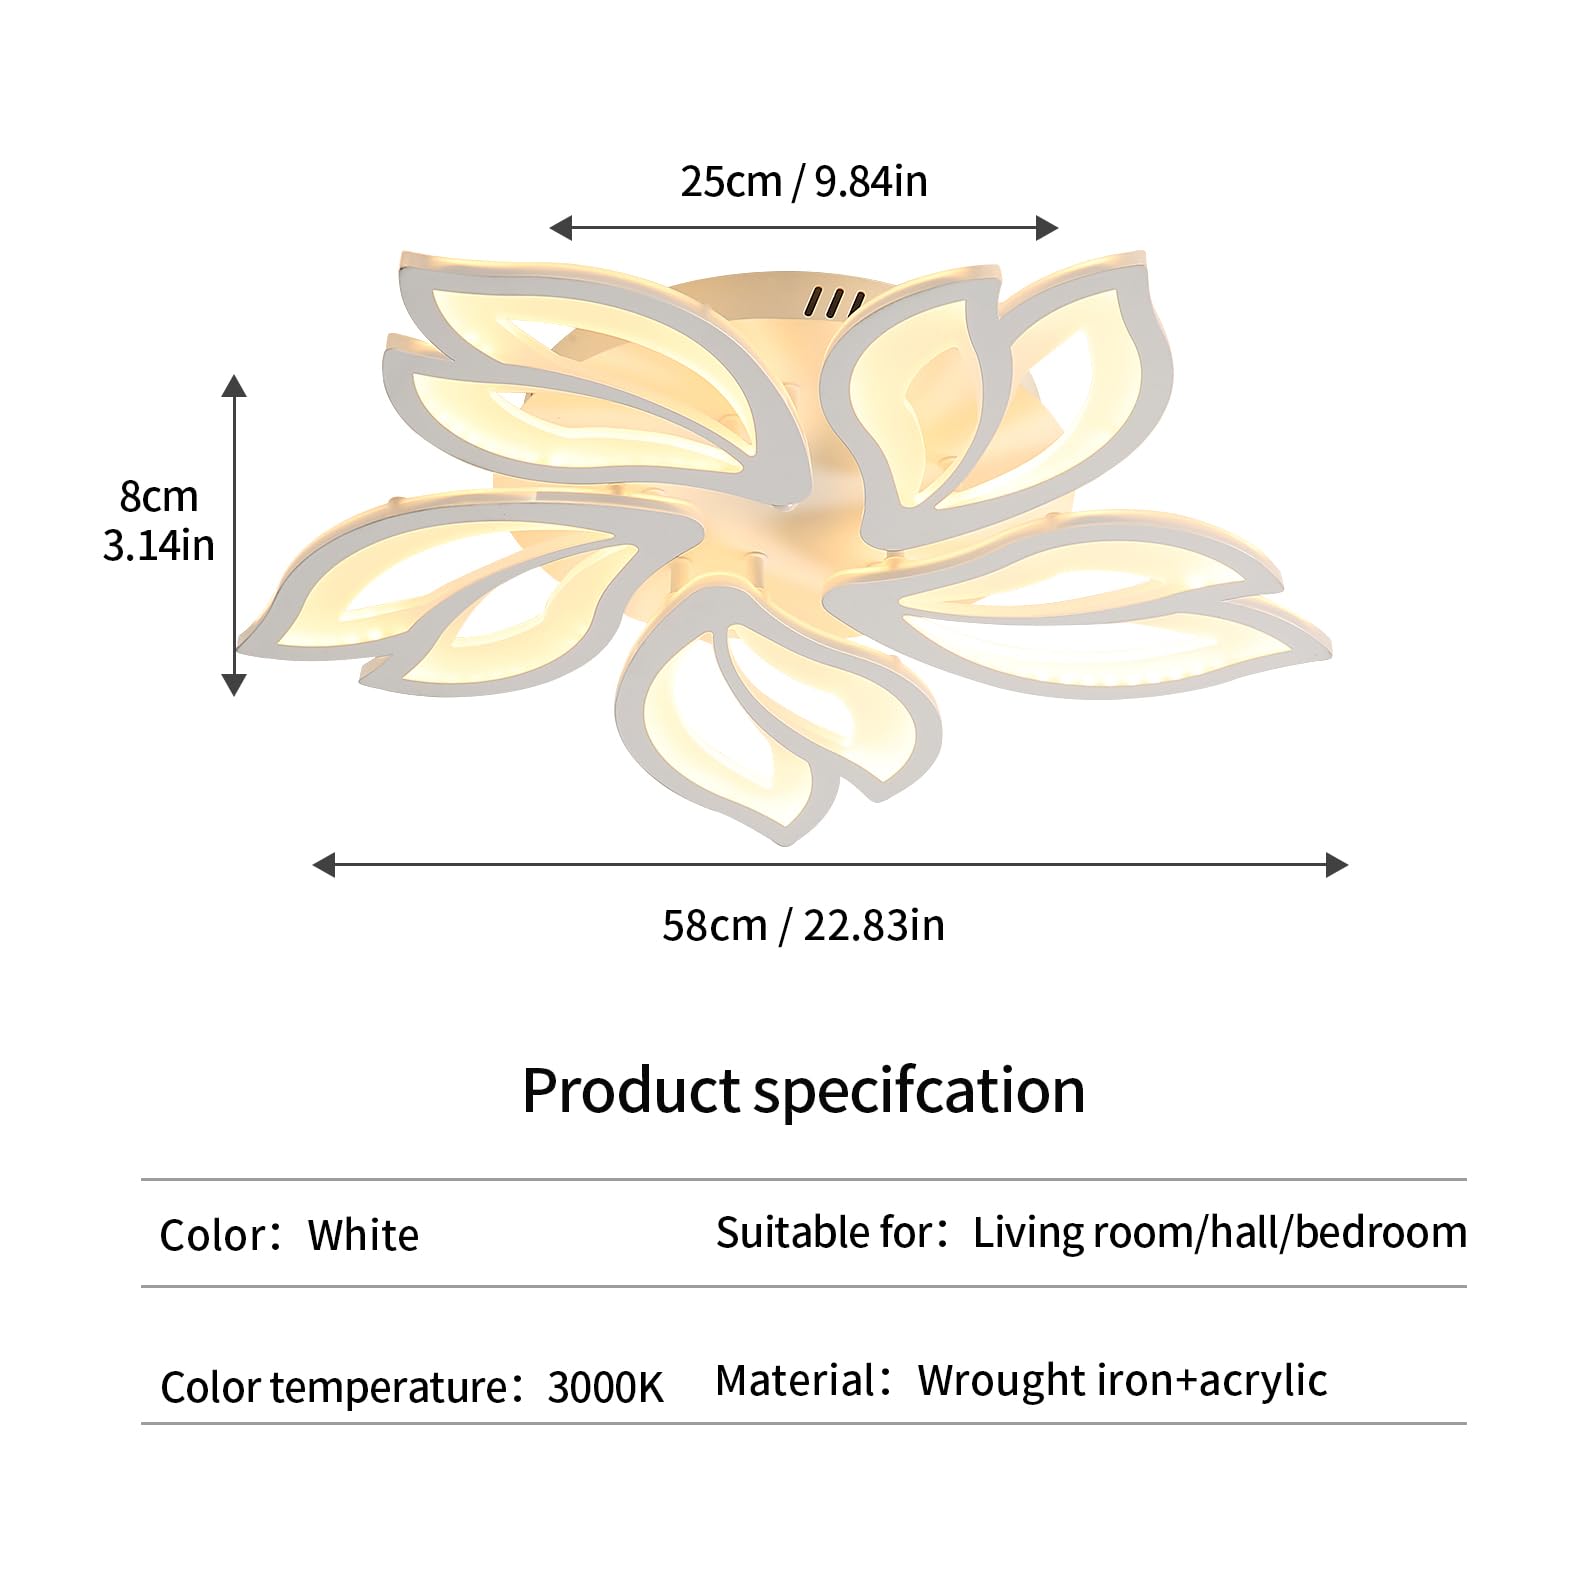 25cm / 9.84in
8cm
3.14in
58cm / 22.83in
Product specifcation
Color：White
Suitable for：Living room/hall/bedroom
Color temperature：3000K
Material：Wrought iron+acrylic